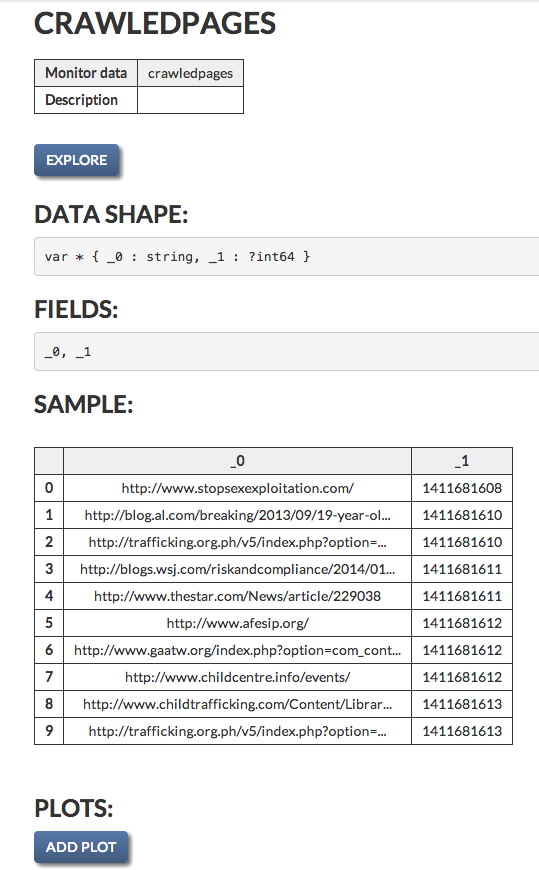 CRAWLEDPAGES
Monitor data crawledpages
Description
EXPLORE
DATA SHAPE:
var * { _0 : string, _1 : ?int64 }
FIELDS:
_0, _1
SAMPLE:
_0 _1
0 http://www.stopsexexploitation.com/ 1411681608
1 http://blog.al.com/breaking/2013/09/19-year-ol... 1411681610
2 http://trafficking.org.ph/v5/index.php?option=... 1411681610
3 http://blogs.wsj.com/riskandcompliance/2014/01... 1411681611
4 http://www.thestar.com/News/article/229038 1411681611
5 http://www.afesip.org/ 1411681612
6 http://www.gaatw.org/index.php?option=com_cont... 1411681612
7 http://www.childcentre.info/events/ 1411681612
8 http://www.childtrafficking.com/Content/Librar... 1411681613
9 http://trafficking.org.ph/v5/index.php?option=... 1411681613
PLOTS:
ADD PLOT